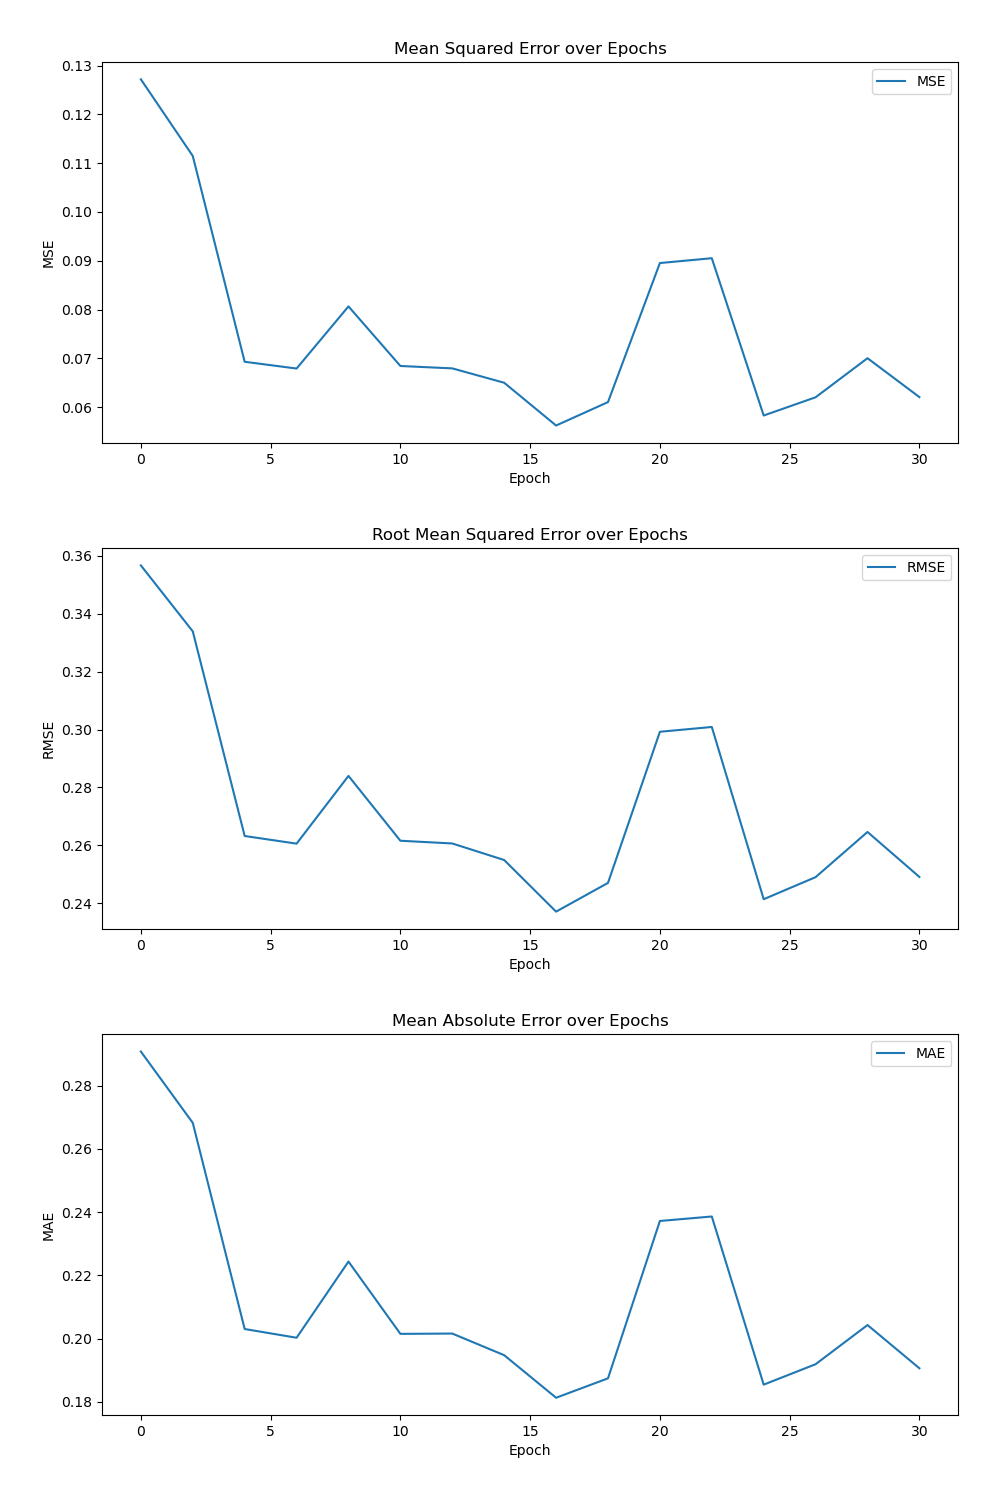 Mean Squared Error over Epochs
MSE
0.13
0.12
0.11
0.10
0.09
0.08
0.07
0.06
MSE
0 5 10 15 20 25 30
Epoch
Root Mean Squared Error over Epochs
RMSE
0.36
0.34
0.32
0.30
0.28
0.26
0.24
RMSE
0 5 10 15 20 25 30
Epoch
Mean Absolute Error over Epochs
MAE
0.28
0.26
0.24
0.22
0.20
0.18
MAE
0 5 10 15 20 25 30
Epoch